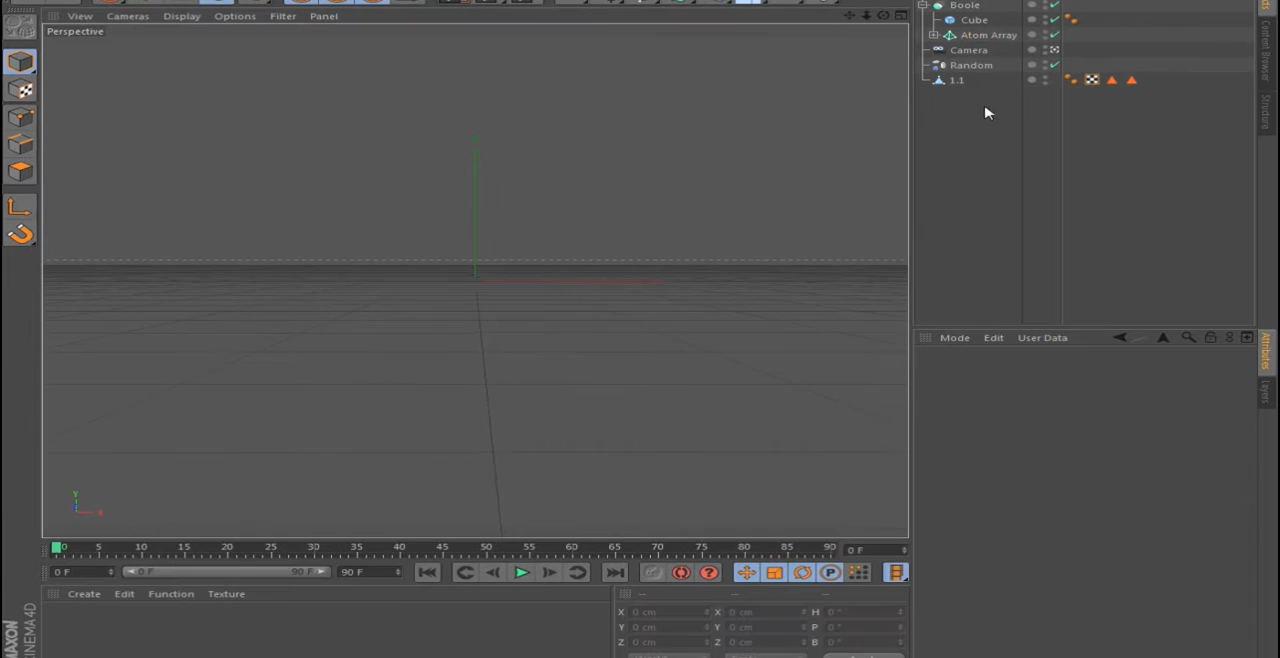 View Cameras Display Options Filter Panel
Perspective
Boole
Cube
Atom Array
Camera
Random
1.1
Content Browser
Structure
Mode Edit User Data
Attributes
Layers
Y
X
0 5 10 15 20 25 30 35 40 45 50 55 60 65 70 75 80 85 90 0 F
0 F 0 F 90 F 90 F
Create Edit Function Texture
-- -- --
X 0 cm X 0 cm H 0 °
Y 0 cm Y 0 cm P 0 °
Z 0 cm Z 0 cm B 0 °
MAXON
CINEMA 4D